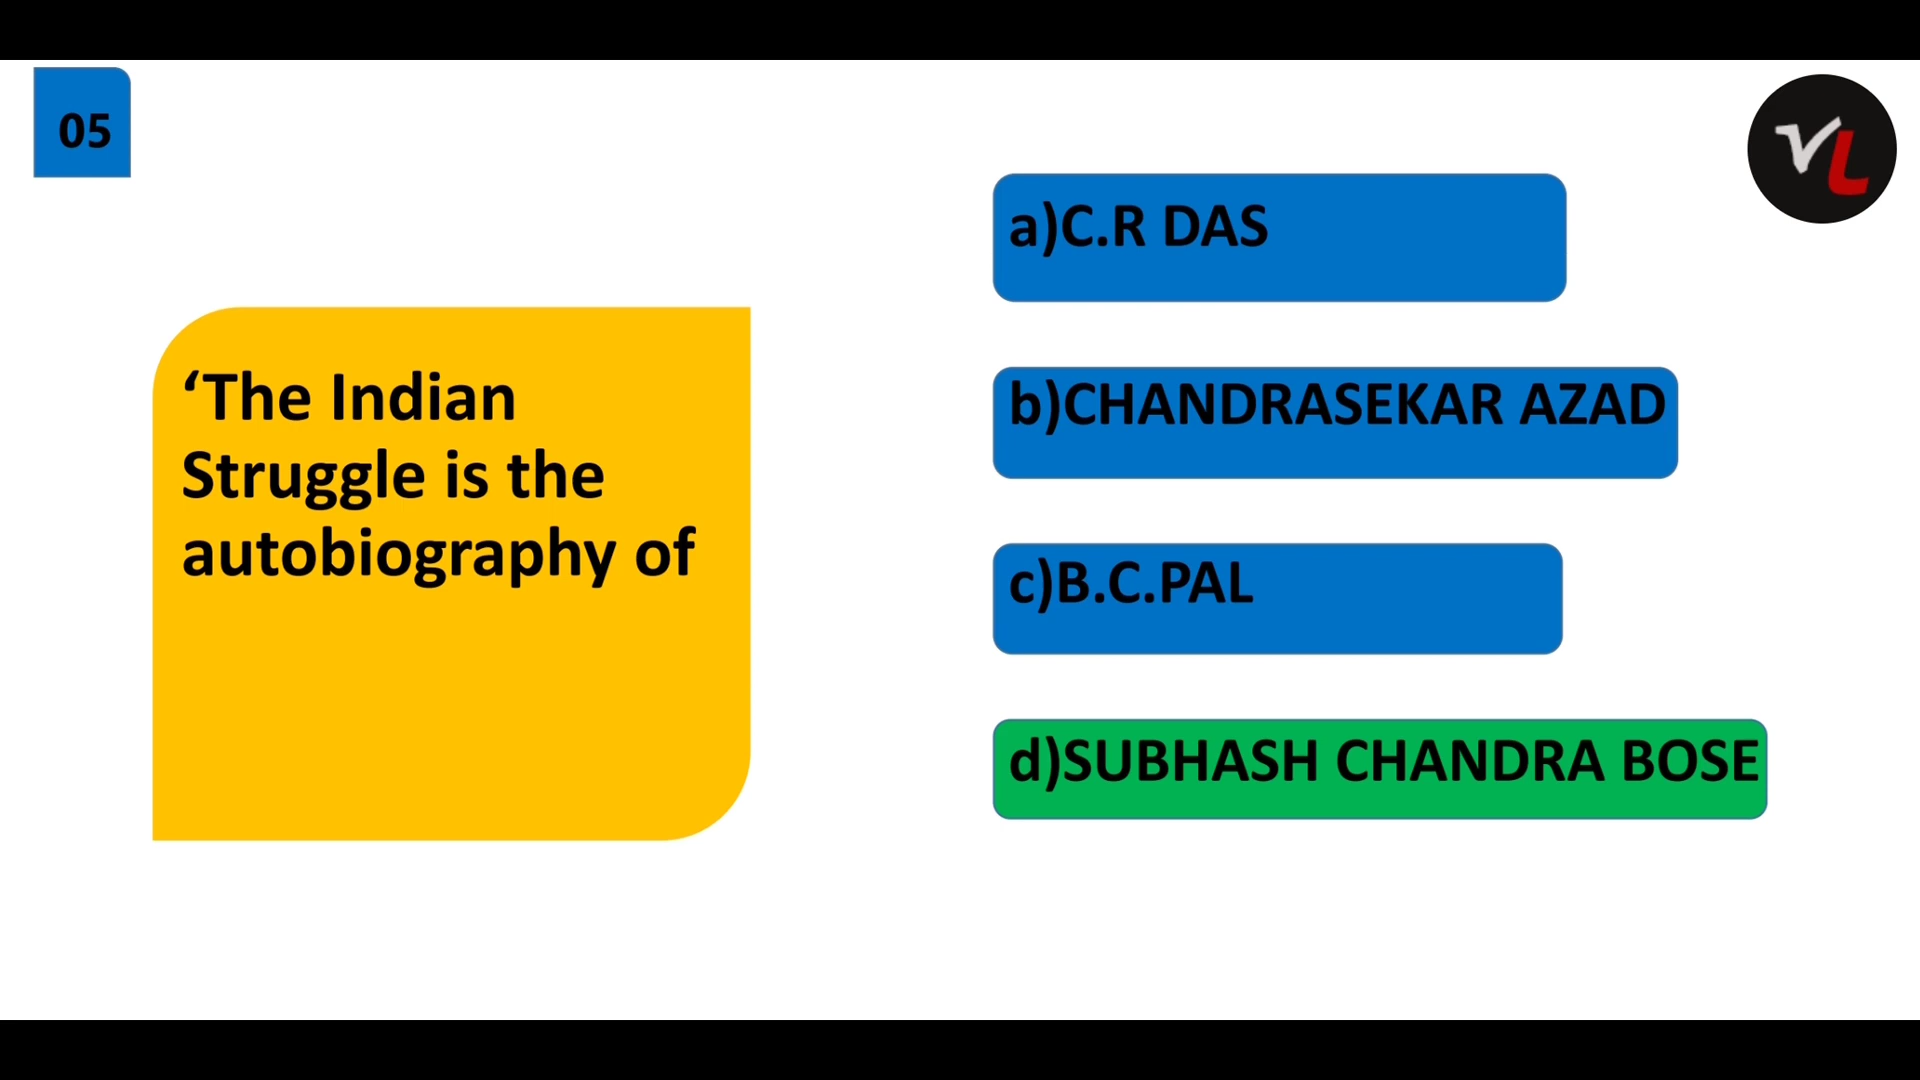 05
VL
‘The Indian
Struggle is the
autobiography of
a)C.R DAS
b)CHANDRASEKAR AZAD
c)B.C.PAL
d)SUBHASH CHANDRA BOSE